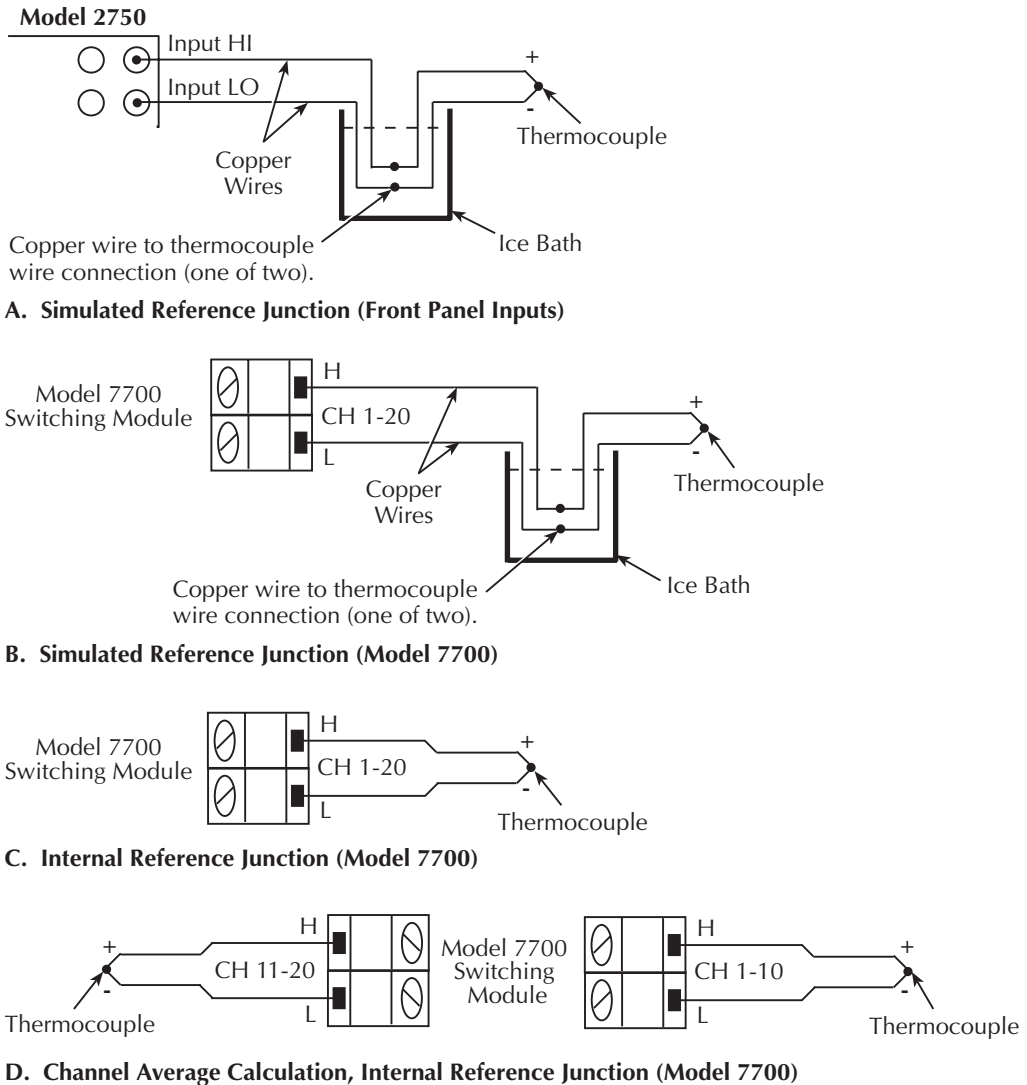 Model 2750
Input HI
Input LO
+
-
Thermocouple
Copper
Wires
Ice Bath
Copper wire to thermocouple
wire connection (one of two).
A. Simulated Reference Junction (Front Panel Inputs)
Model 7700
Switching Module
H
CH 1-20
L
+
-
Thermocouple
Copper
Wires
Ice Bath
Copper wire to thermocouple
wire connection (one of two).
B. Simulated Reference Junction (Model 7700)
Model 7700
Switching Module
H
CH 1-20
L
+
-
Thermocouple
C. Internal Reference Junction (Model 7700)
+
-
Thermocouple
H
CH 11-20
L
Model 7700
Switching
Module
H
CH 1-10
L
+
-
Thermocouple
D. Channel Average Calculation, Internal Reference Junction (Model 7700)